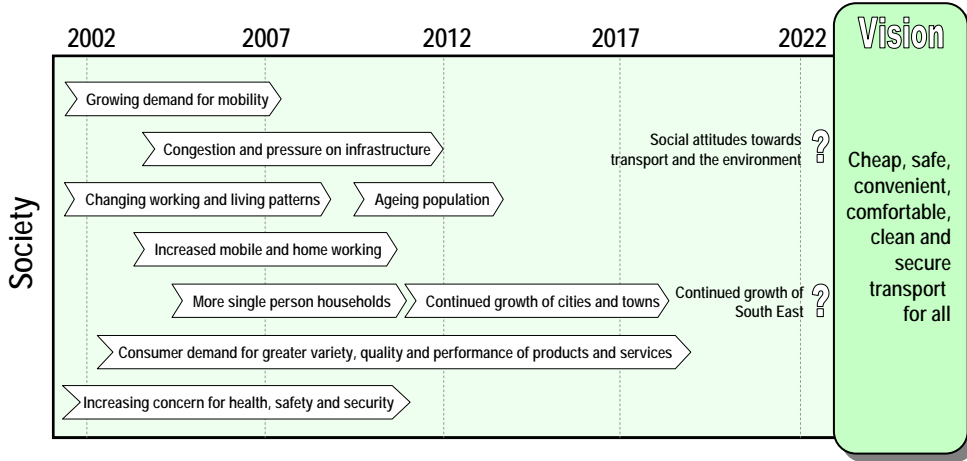 2002 2007 2012 2017 2022
Vision
Growing demand for mobility
Congestion and pressure on infrastructure
Social attitudes towards
transport and the environment
?
Changing working and living patterns
Ageing population
Increased mobile and home working
More single person households
Continued growth of cities and towns
Continued growth of
South East
?
Consumer demand for greater variety, quality and performance of products and services
Increasing concern for health, safety and security
Society
Cheap, safe,
convenient,
comfortable,
clean and
secure
transport
for all